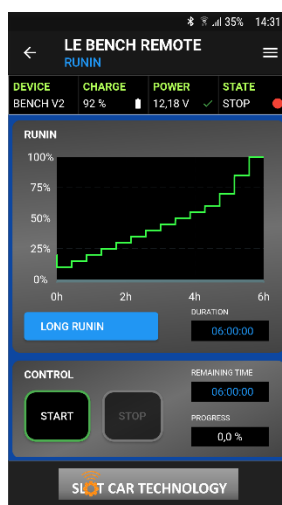 35% 14:31
LE BENCH REMOTE
RUNIN
DEVICE CHARGE POWER STATE
BENCH V2 92 % 12,18 V STOP
RUNIN
100%
75%
50%
25%
0%
0h 2h 4h 6h
DURATION
LONG RUNIN 06:00:00
CONTROL REMAINING TIME
06:00:00
START STOP PROGRESS
0,0 %
SLOT CAR TECHNOLOGY